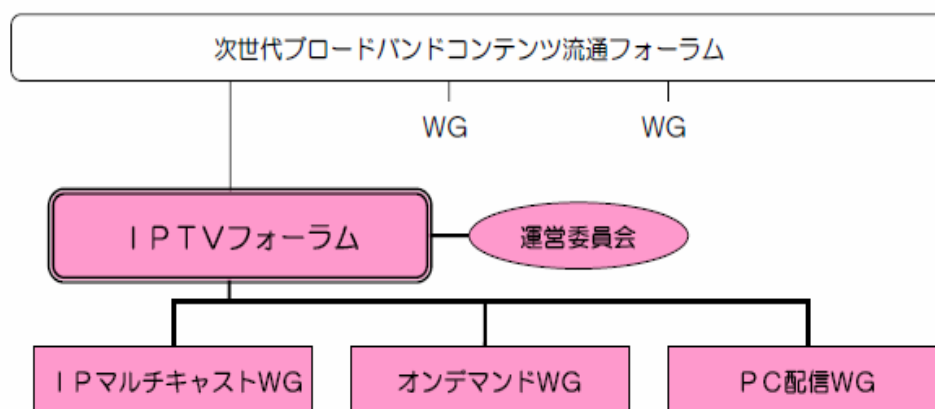 次世代ブロードバンドコンテンツ流通フォーラム
WG
WG
ＩＰＴＶフォーラム
運営委員会
ＩＰマルチキャストWG
オンデマンドWG
ＰＣ配信WG